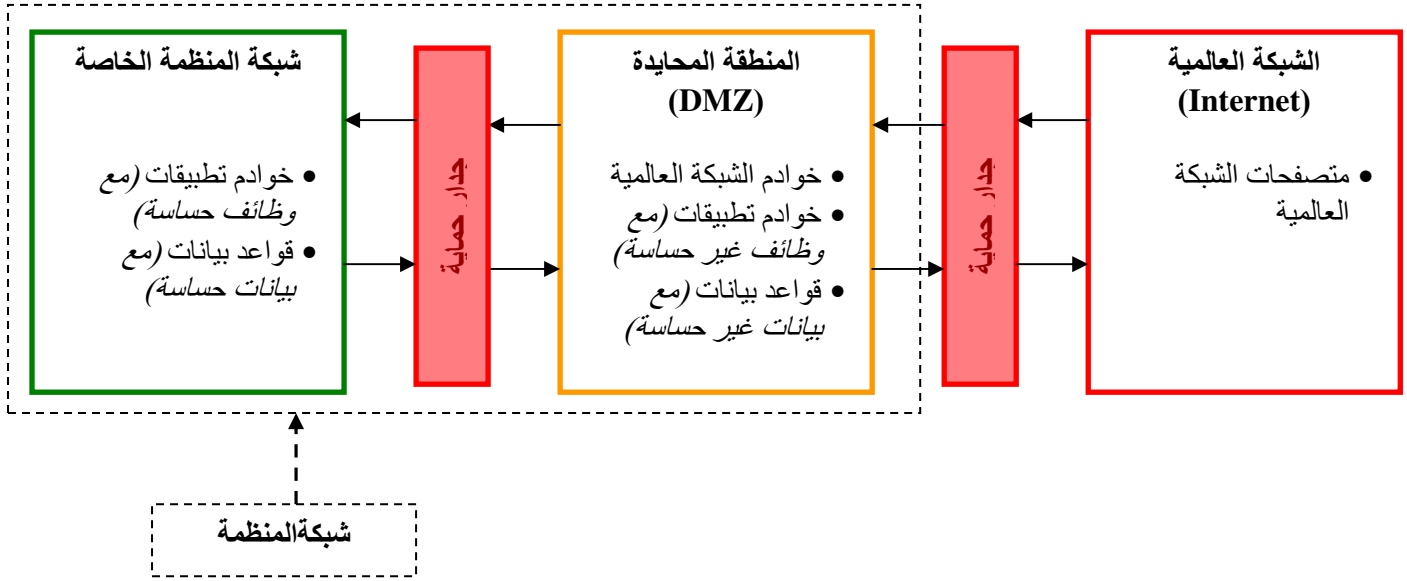 الشبكة العالمية
(Internet)
• متصفحات الشبكة
العالمية
جدار حماية
المنطقة المحايدة
(DMZ)
• خوادم الشبكة العالمية
• خوادم تطبيقات (مع
وظائف غير حساسة)
• قواعد بيانات (مع
بيانات غير حساسة)
جدار حماية
شبكة المنظمة الخاصة
• خوادم تطبيقات (مع
وظائف حساسة)
• قواعد بيانات (مع
بيانات حساسة)
شبكةالمنظمة